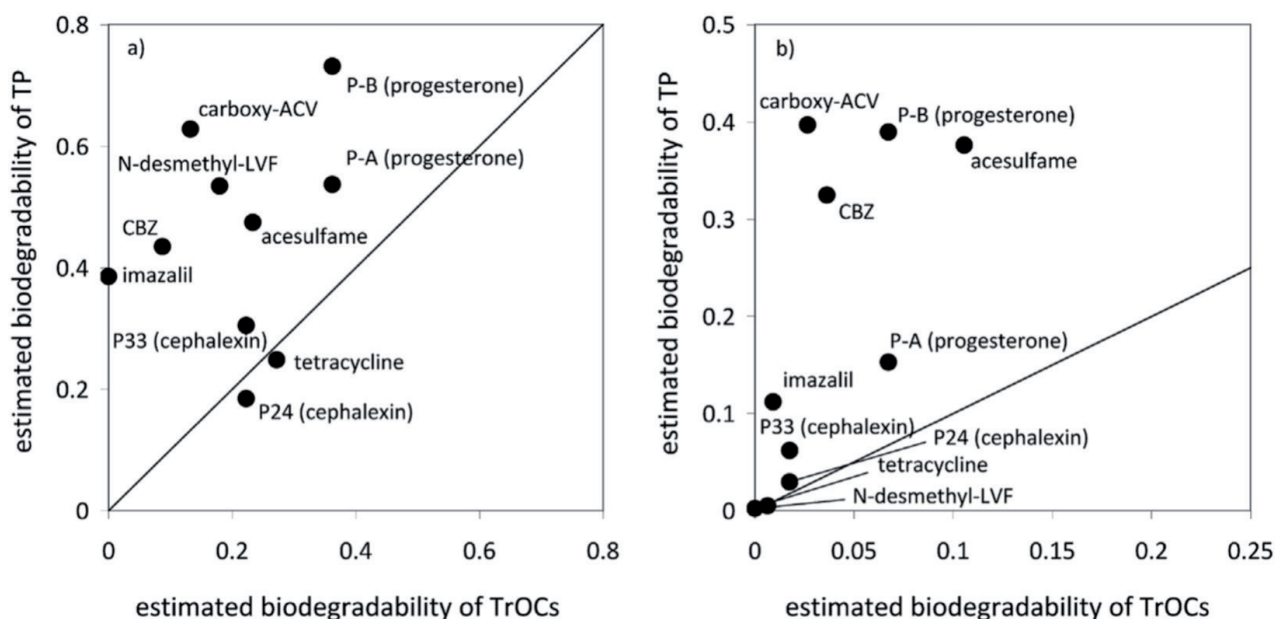 a)
estimated biodegradability of TP
0.8
0.6
0.4
0.2
0
P-B (progesterone)
carboxy-ACV
P-A (progesterone)
N-desmethyl-LVF
CBZ
acesulfame
imazalil
P33 (cephalexin)
tetracycline
P24 (cephalexin)
0
0.2
0.4
0.6
0.8
estimated biodegradability of TrOCs
b)
estimated biodegradability of TP
0.5
0.4
0.3
0.2
0.1
0
carboxy-ACV
P-B (progesterone)
acesulfame
CBZ
P-A (progesterone)
imazalil
P33 (cephalexin)
P24 (cephalexin)
tetracycline
N-desmethyl-LVF
0
0.05
0.1
0.15
0.2
0.25
estimated biodegradability of TrOCs